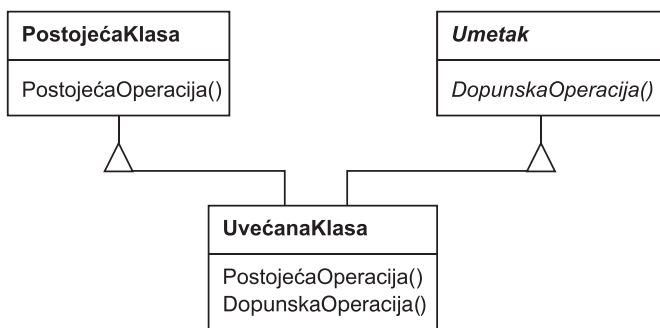 PostojećaKlasa
PostojećaOperacija()
Umetak
DopunskaOperacija()
UvećanaKlasa
PostojećaOperacija()
DopunskaOperacija()